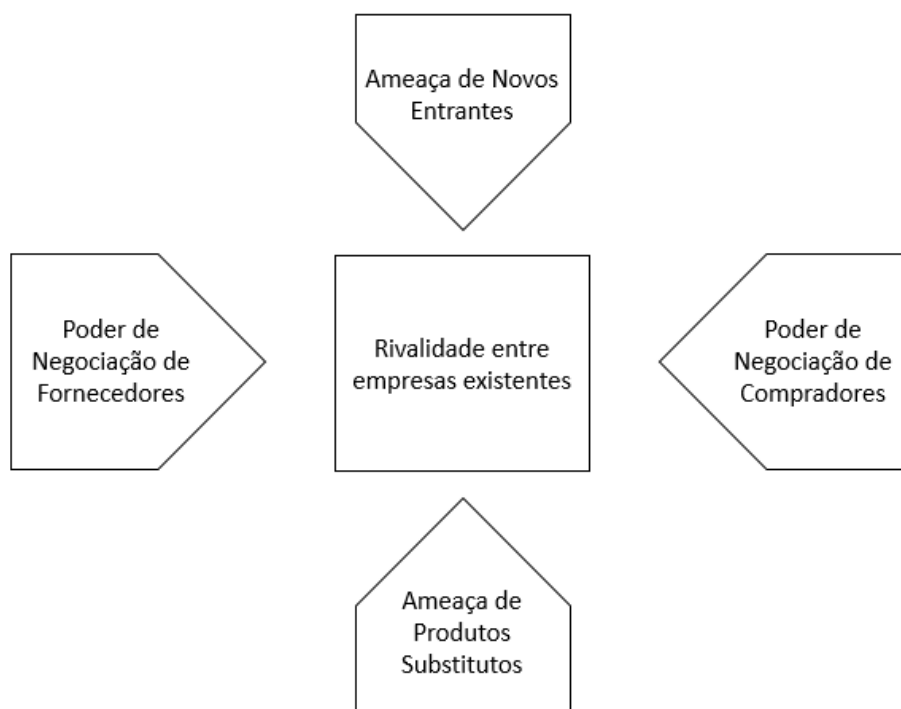 Ameaça de Novos
Entrantes
Poder de
Negociação de
Fornecedores
Rivalidade entre
empresas existentes
Poder de
Negociação de
Compradores
Ameaça de
Produtos
Substitutos